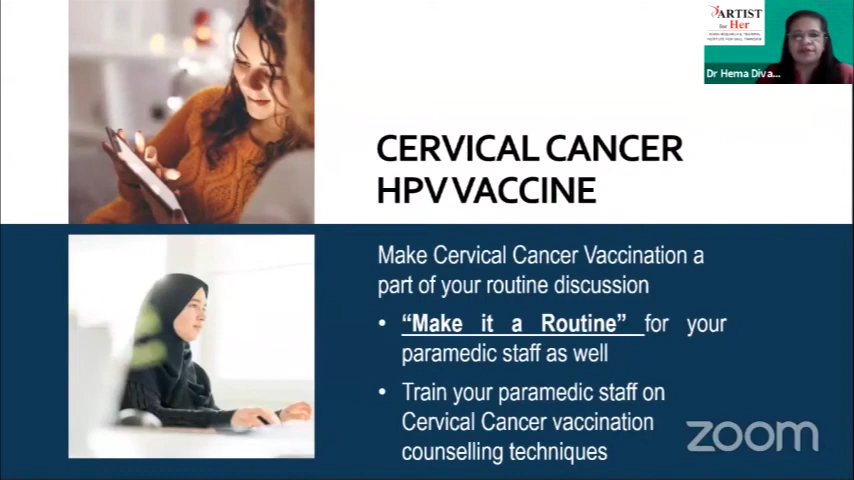 ARTIST
for Her
Dr Hema Diva...
CERVICAL CANCER
HPV VACCINE
Make Cervical Cancer Vaccination a
part of your routine discussion
• “Make it a Routine” for your
paramedic staff as well
• Train your paramedic staff on
Cervical Cancer vaccination
counselling techniques
zoom